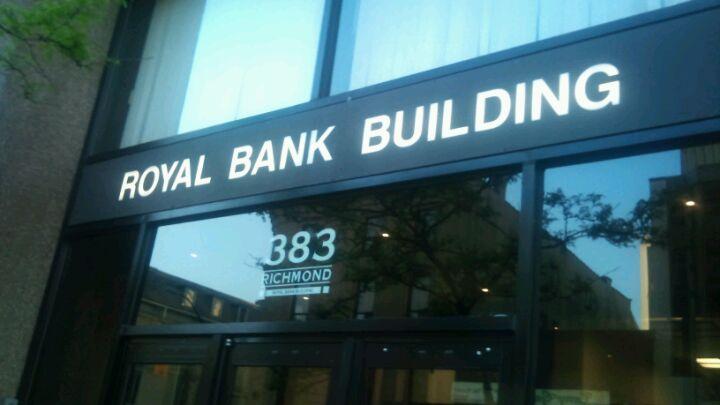 ROYAL BANK BUILDING
383
RICHMOND